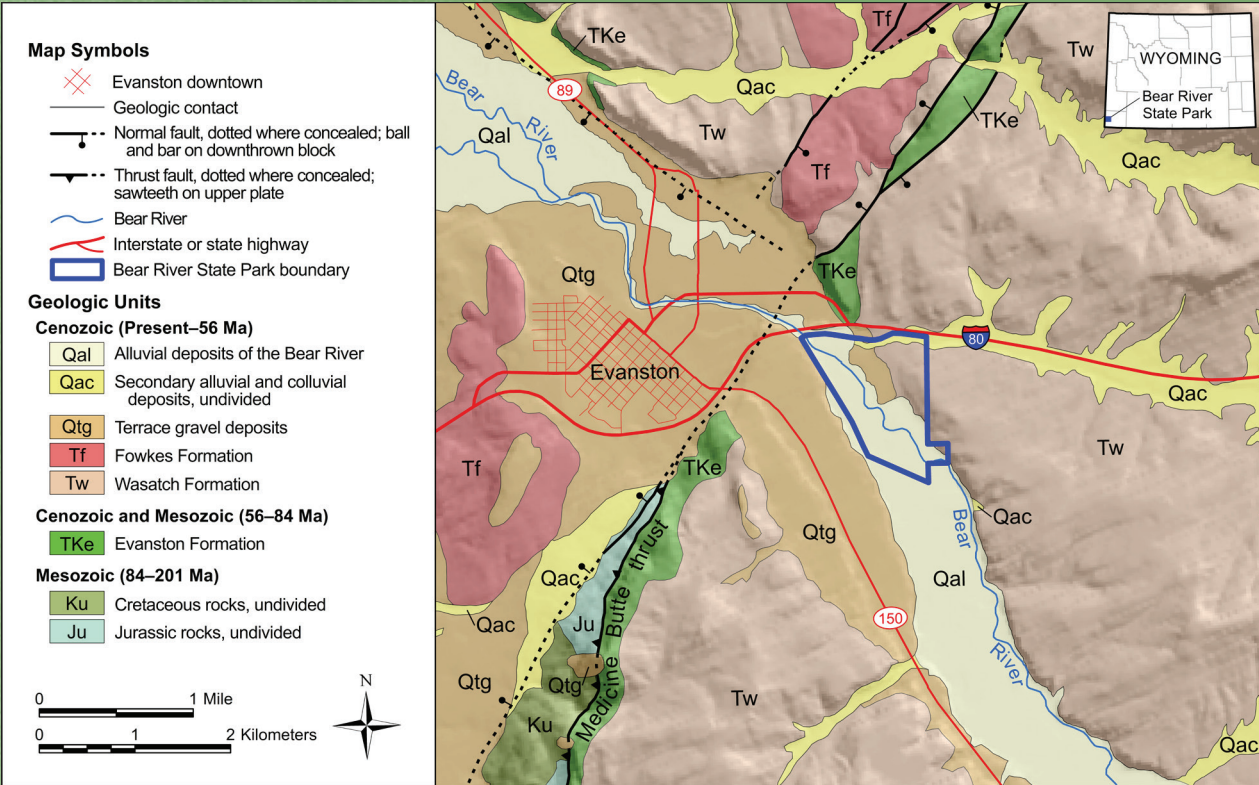 Map Symbols
Evanston downtown
Geologic contact
Normal fault, dotted where concealed; ball
and bar on downthrown block
Thrust fault, dotted where concealed;
sawteeth on upper plate
Bear River
Interstate or state highway
Bear River State Park boundary
Geologic Units
Cenozoic (Present–56 Ma)
Qal Alluvial deposits of the Bear River
Qac Secondary alluvial and colluvial
deposits, undivided
Qtg Terrace gravel deposits
Tf Fowkes Formation
Tw Wasatch Formation
Cenozoic and Mesozoic (56–84 Ma)
TKe Evanston Formation
Mesozoic (84–201 Ma)
Ku Cretaceous rocks, undivided
Ju Jurassic rocks, undivided
0 1 Mile
0 1 2 Kilometers
N
TKe
Tf
Tw
WYOMING
Bear River
State Park
Bear
River
89
Qac
Qal
Tw
TKe
Tf
Qac
Qtg
TKe
80
Evanston
Qac
Tf
TKe
Tw
Qac
Bear
River
Qtg
Qac
Qal
Medicine Butte thrust
Ju
150
Qac
Qtg
Qtg
Ku
Tw
Qac